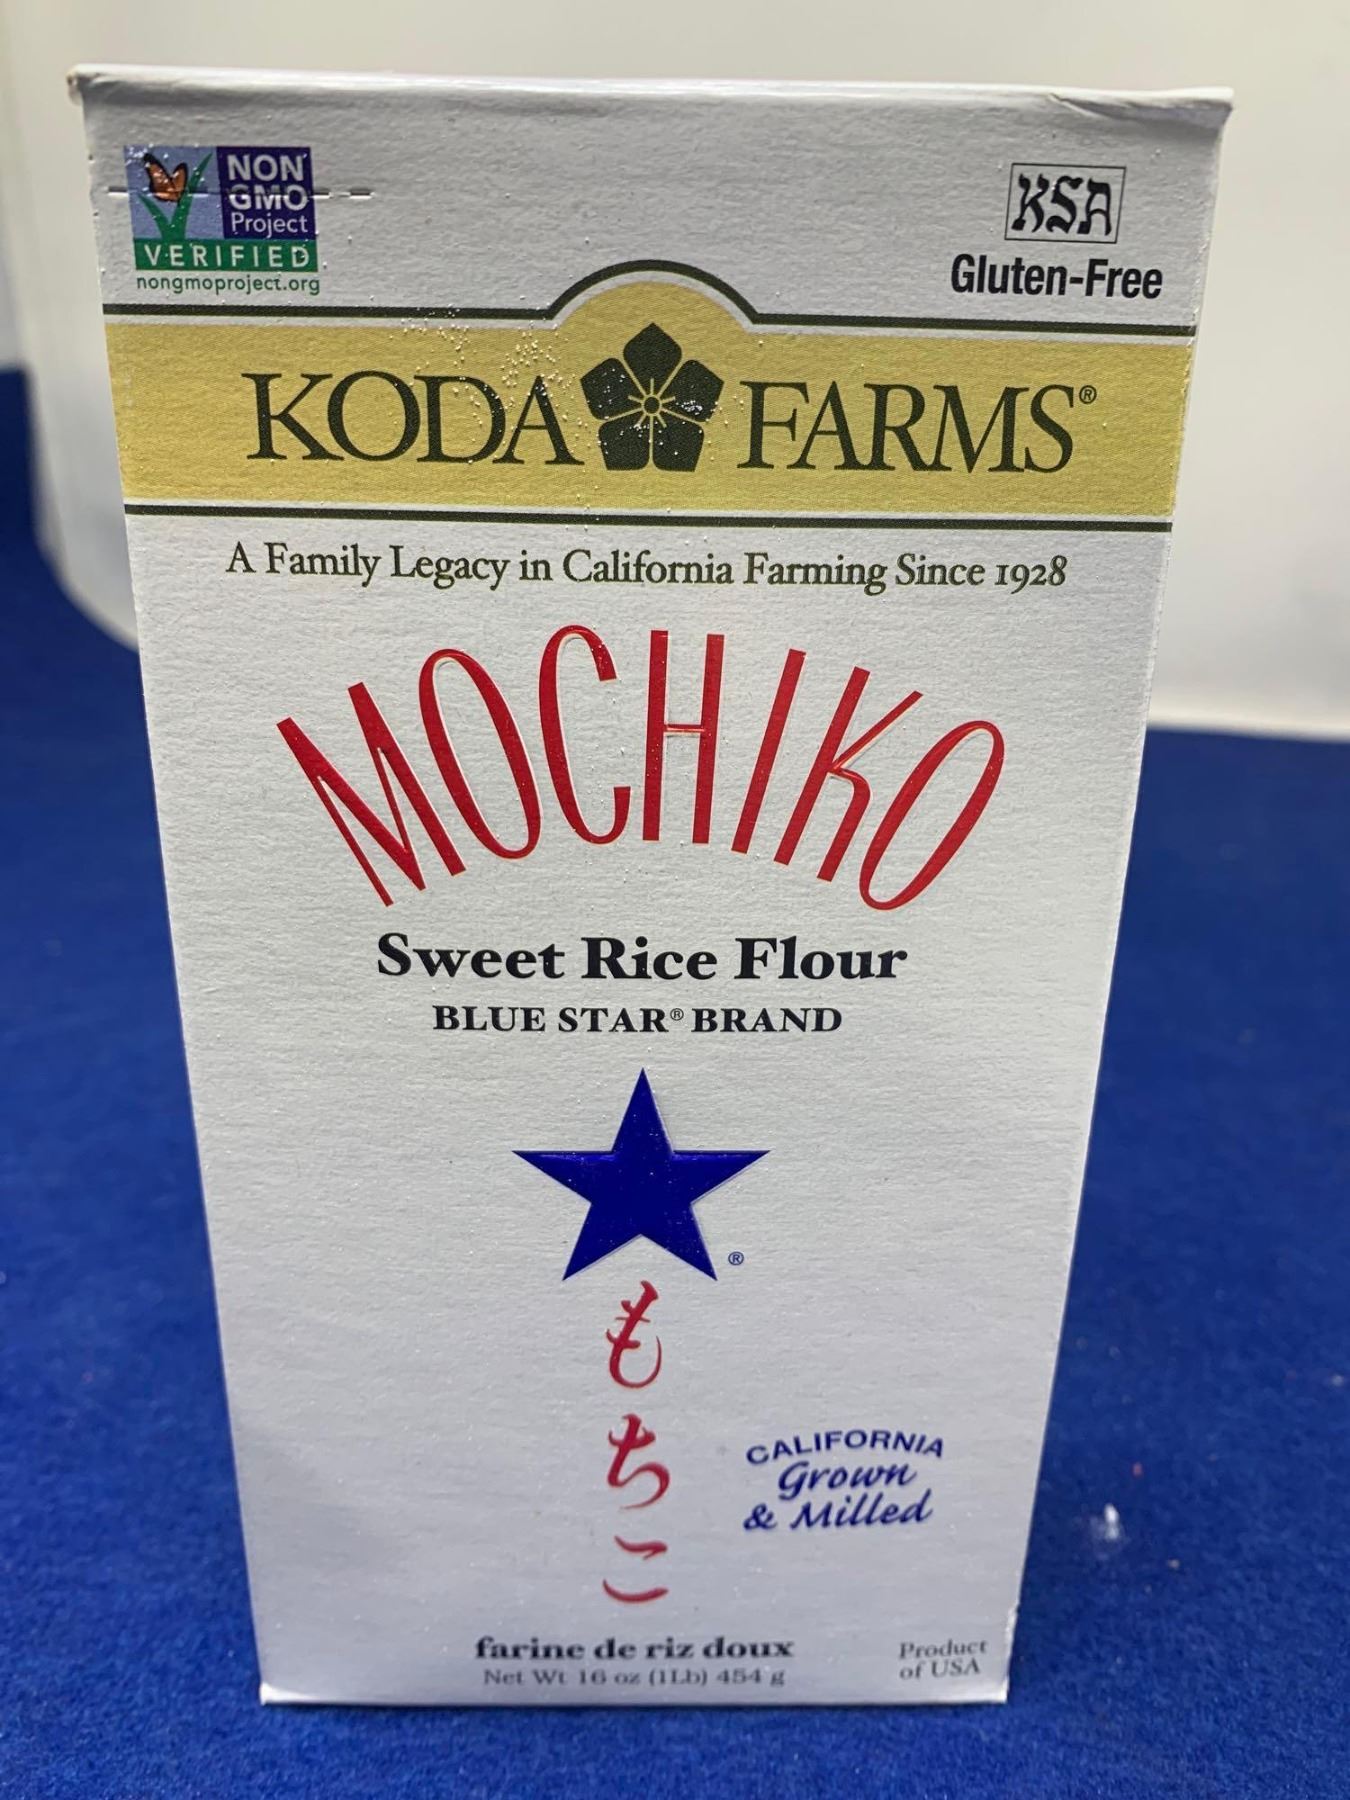 NON
GMO
Project
VERIFIED
nongmoproject.org
KSA
Gluten-Free
KODA FARMS®
A Family Legacy in California Farming Since 1928
MOCHIKO
Sweet Rice Flour
BLUE STAR® BRAND
®
もちこ
CALIFORNIA
Grown
& Milled
farine de riz doux
Net Wt 16 oz (1Lb) 454 g
Product
of USA